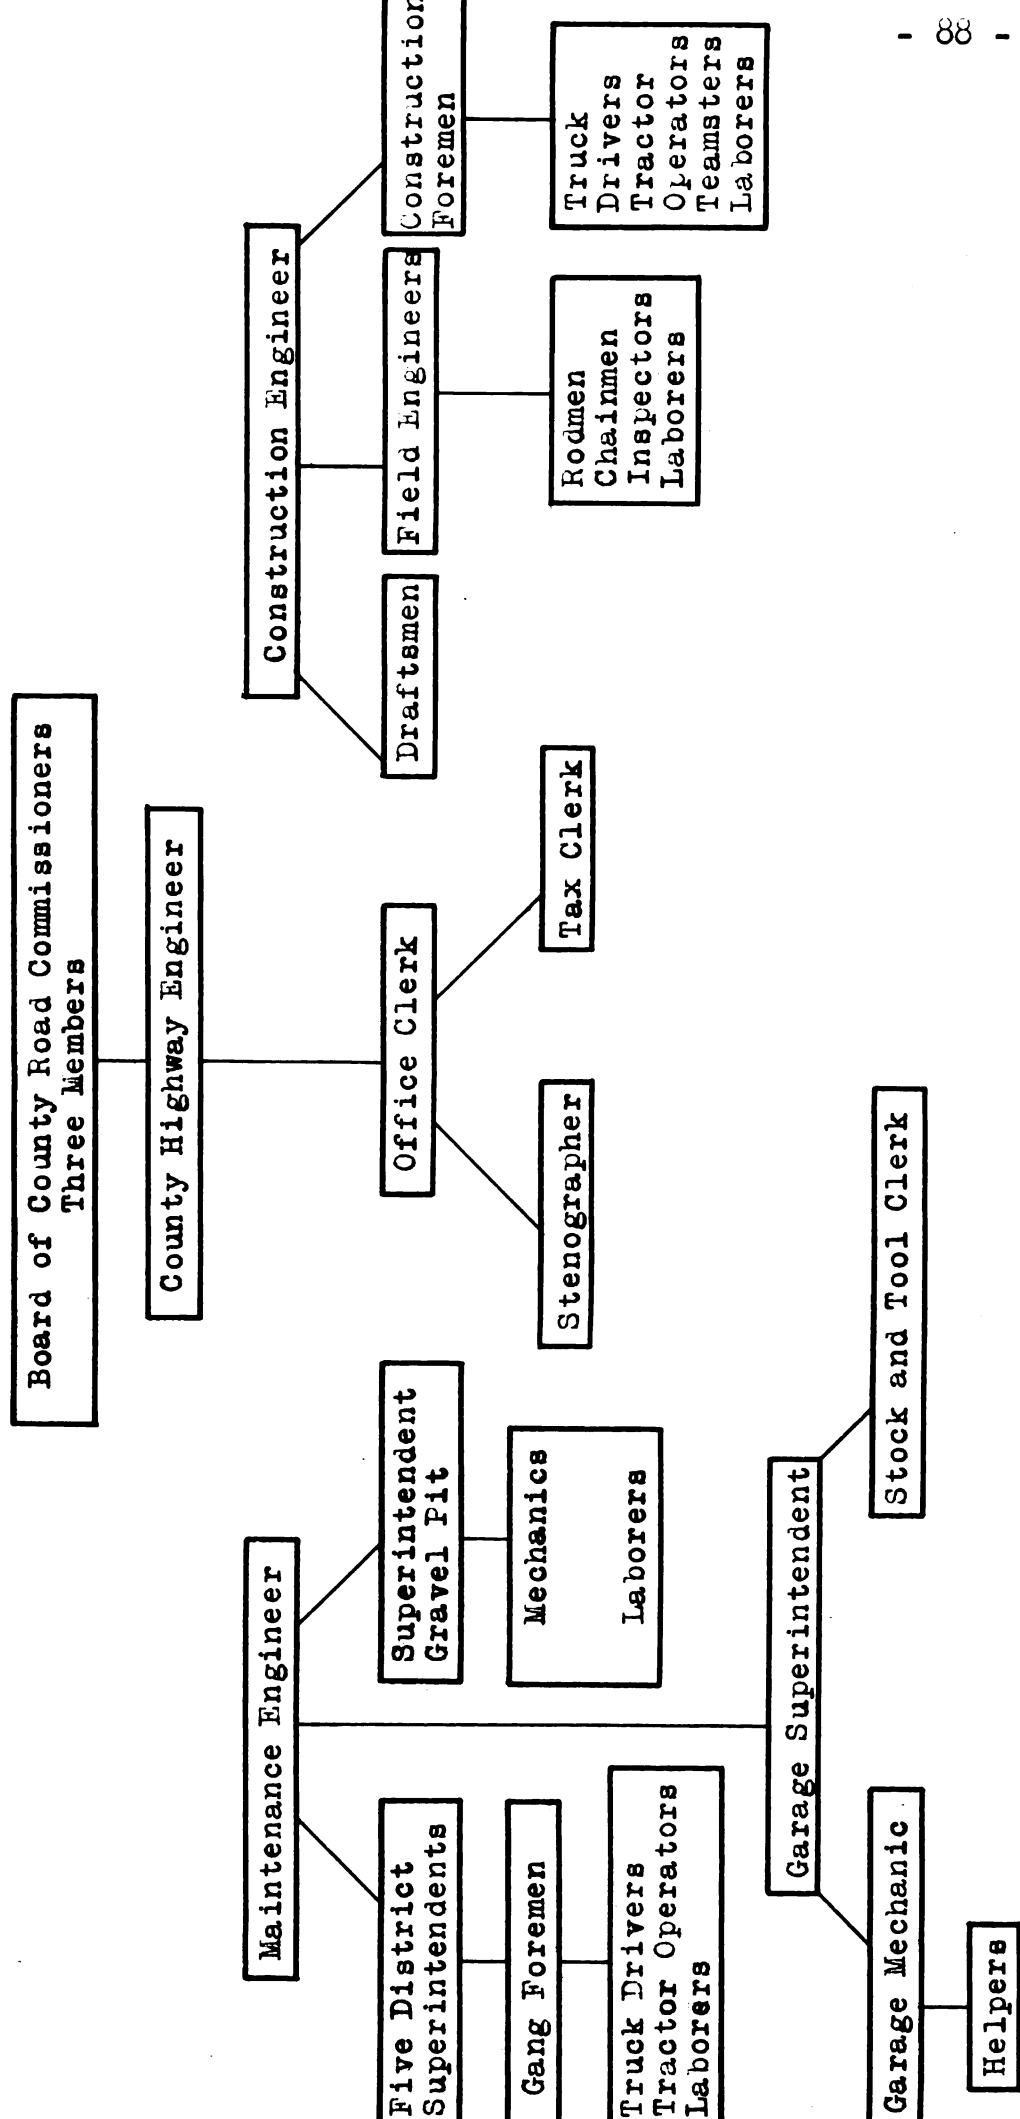 - 88 -
Board of County Road Commissioners
Three Members
County Highway Engineer
Maintenance Engineer
Construction Engineer
Five District
Superintendents
Superintendent
Gravel Pit
Office Clerk
Draftsmen
Field Engineers
Construction
Foremen
Gang Foremen
Mechanics
Laborers
Stenographer
Tax Clerk
Rodmen
Chainmen
Inspectors
Laborers
Truck
Drivers
Tractor
Operators
Teamsters
Laborers
Truck Drivers
Tractor Operators
Laborers
Garage Superintendent
Garage Mechanic
Stock and Tool Clerk
Helpers